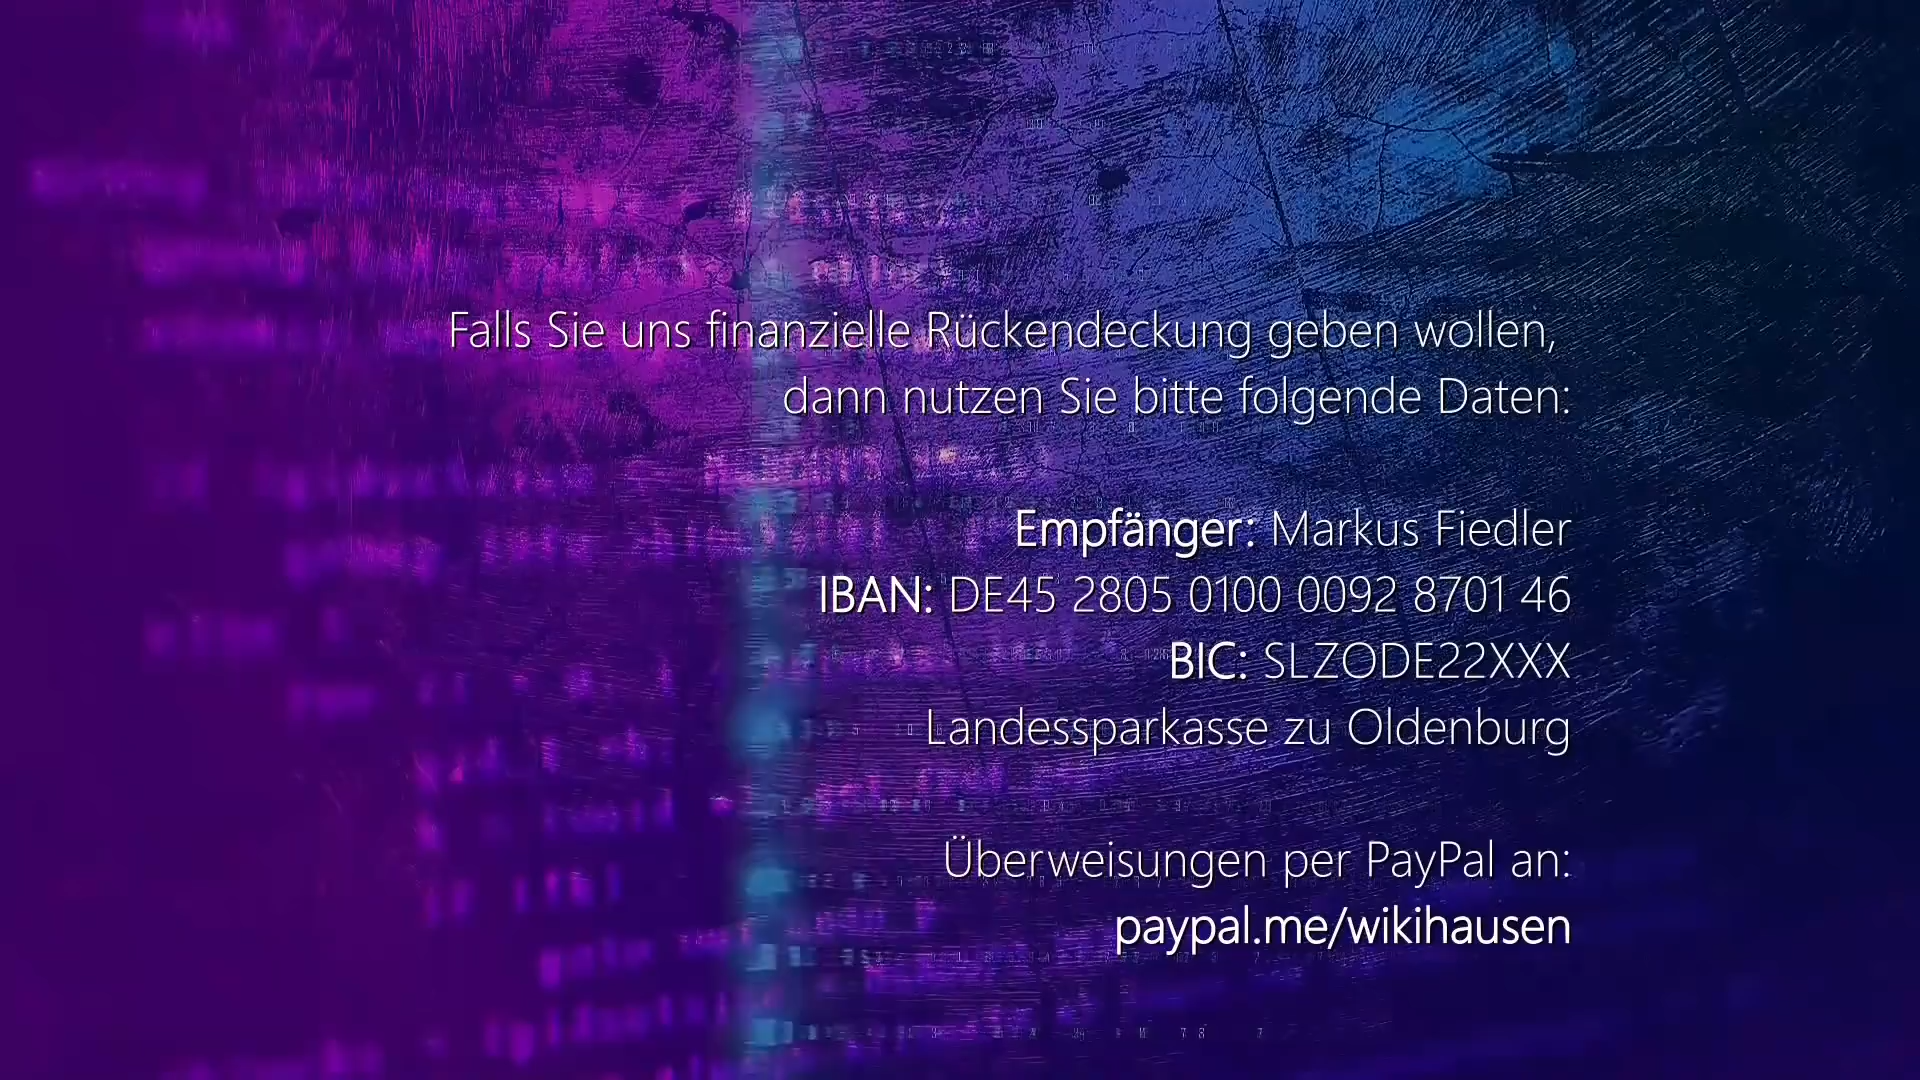 Falls Sie uns finanzielle Rückendeckung geben wollen,
dann nutzen Sie bitte folgende Daten:
Empfänger: Markus Fiedler
IBAN: DE45 2805 0100 0092 8701 46
BIC: SLZODE22XXX
Landessparkasse zu Oldenburg
Überweisungen per PayPal an:
paypal.me/wikihausen